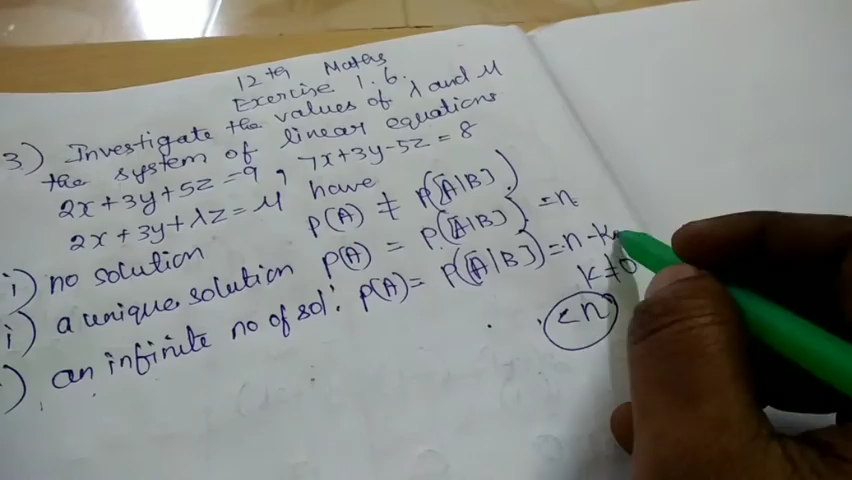 12th Maths
Exercise 1.6.
3) Investigate the values of λ and μ
the system of linear equations
2x+3y+5z=9, 7x+3y-5z=8
2x+3y+λz=μ have
i) no solution ρ(A) ≠ ρ([A|B])
i) a unique solution ρ(A) = ρ([A|B]) =n
) an infinite no of sol: ρ(A)= ρ([A|B])=n-k
k≠0
<n